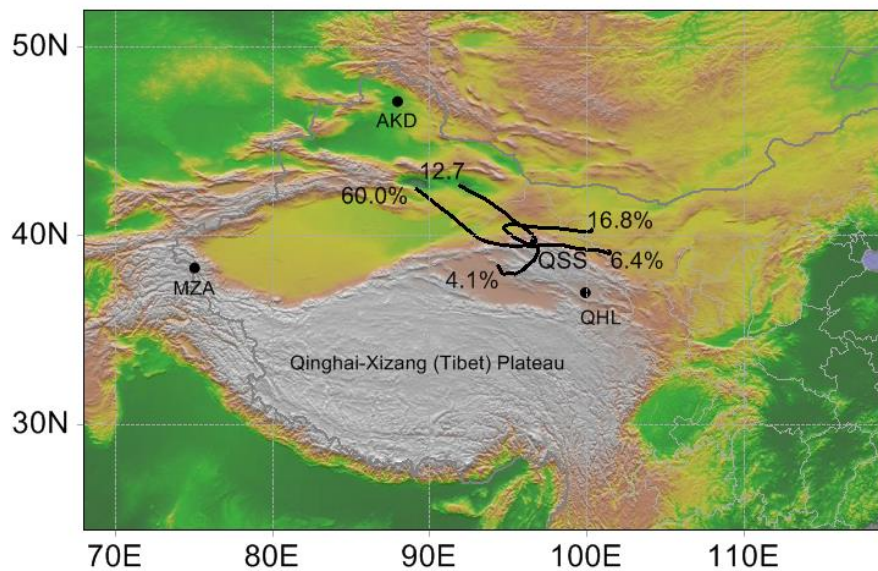 50N
AKD
12.7
60.0%
16.8%
40N
QSS
6.4%
4.1%
MZA
QHL
Qinghai-Xizang (Tibet) Plateau
30N
70E 80E 90E 100E 110E